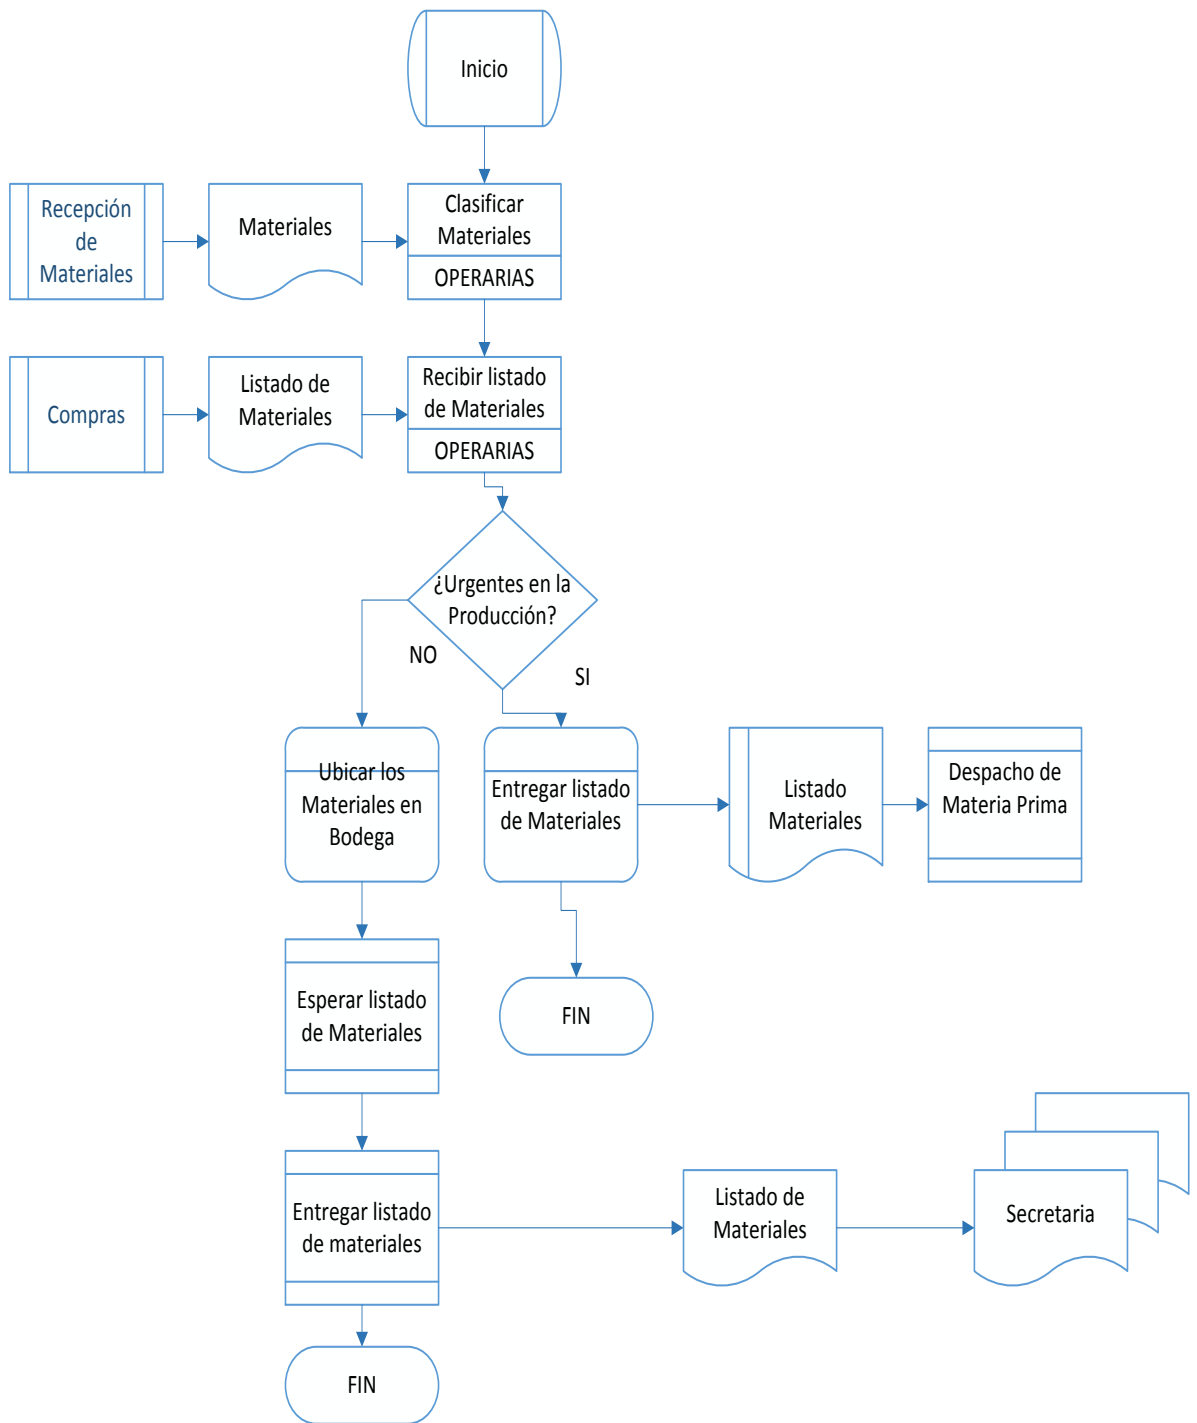 Inicio
Recepción
de
Materiales
Materiales
Clasificar
Materiales
OPERARIAS
Compras
Listado de
Materiales
Recibir listado
de Materiales
OPERARIAS
¿Urgentes en la
Producción?
NO
SI
Ubicar los
Materiales en
Bodega
Entregar listado
de Materiales
Listado
Materiales
Despacho de
Materia Prima
Esperar listado
de Materiales
FIN
Entregar listado
de materiales
Listado de
Materiales
Secretaria
FIN